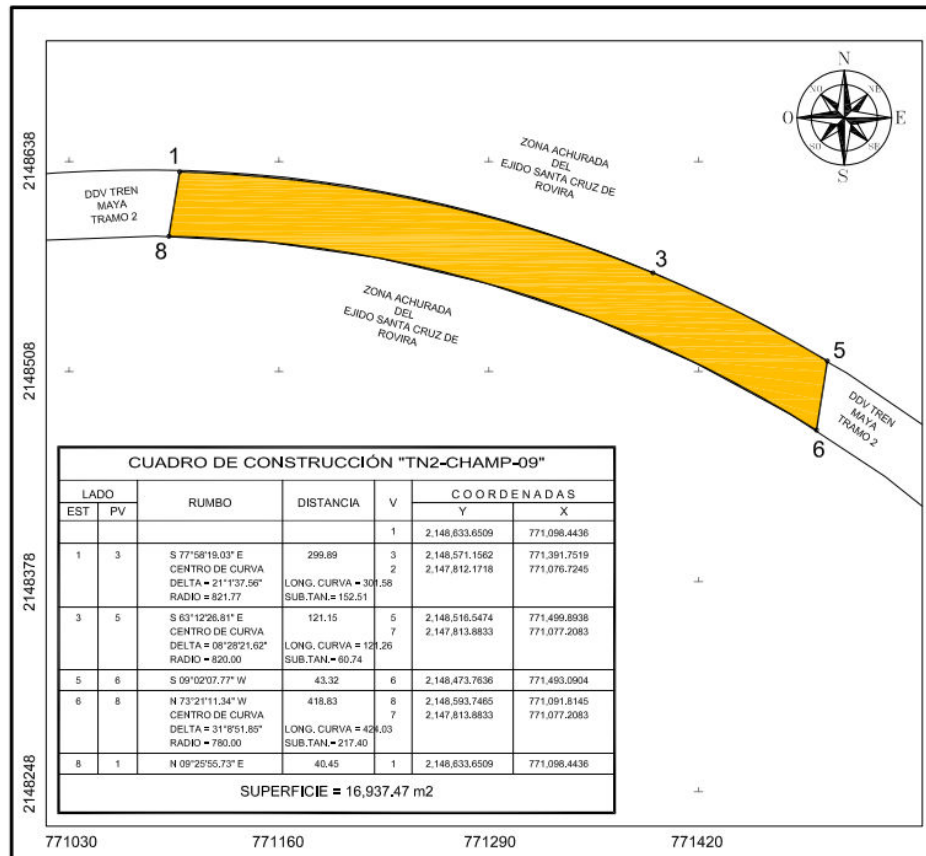 N
NO
NE
O
E
SO
SE
S
2148638
2148508
2148378
2148248
1
ZONA ACHURADA
DEL
EJIDO SANTA CRUZ DE
ROVIRA
DDV TREN
MAYA
TRAMO 2
8
3
ZONA ACHURADA
DEL
EJIDO SANTA CRUZ DE
ROVIRA
5
DDV TREN
MAYA
TRAMO 2
6
CUADRO DE CONSTRUCCIÓN "TN2-CHAMP-09"
LADO RUMBO DISTANCIA V COORDENADAS
EST PV Y X
1 2,148,633.6509 771,098.4436
1 3 S 77°58'19.03" E 299.89 3 2,148,571.1562 771,391.7519
CENTRO DE CURVA 2 2,147,812.1718 771,076.7245
DELTA = 21°1'37.56" LONG. CURVA = 301.58
RADIO = 821.77 SUB.TAN.= 152.51
3 5 S 63°12'26.81" E 121.15 5 2,148,516.5474 771,499.8938
CENTRO DE CURVA 7 2,147,813.8833 771,077.2083
DELTA = 08°28'21.62" LONG. CURVA = 121.26
RADIO = 820.00 SUB.TAN.= 60.74
5 6 S 09°02'07.77" W 43.32 6 2,148,473.7636 771,493.0904
6 8 N 73°21'11.34" W 418.83 8 2,148,593.7465 771,091.8145
CENTRO DE CURVA 7 2,147,813.8833 771,077.2083
DELTA = 31°8'51.85" LONG. CURVA = 424.03
RADIO = 780.00 SUB.TAN.= 217.40
8 1 N 09°25'55.73" E 40.45 1 2,148,633.6509 771,098.4436
SUPERFICIE = 16,937.47 m2
771030 771160 771290 771420